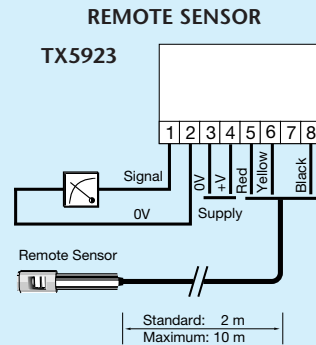 REMOTE SENSOR
TX5923
1 2 3 4 5 6 7 8
Signal
0V
0V
+V
Red
Yellow
Black
Supply
Remote Sensor
Standard: 2 m
Maximum: 10 m